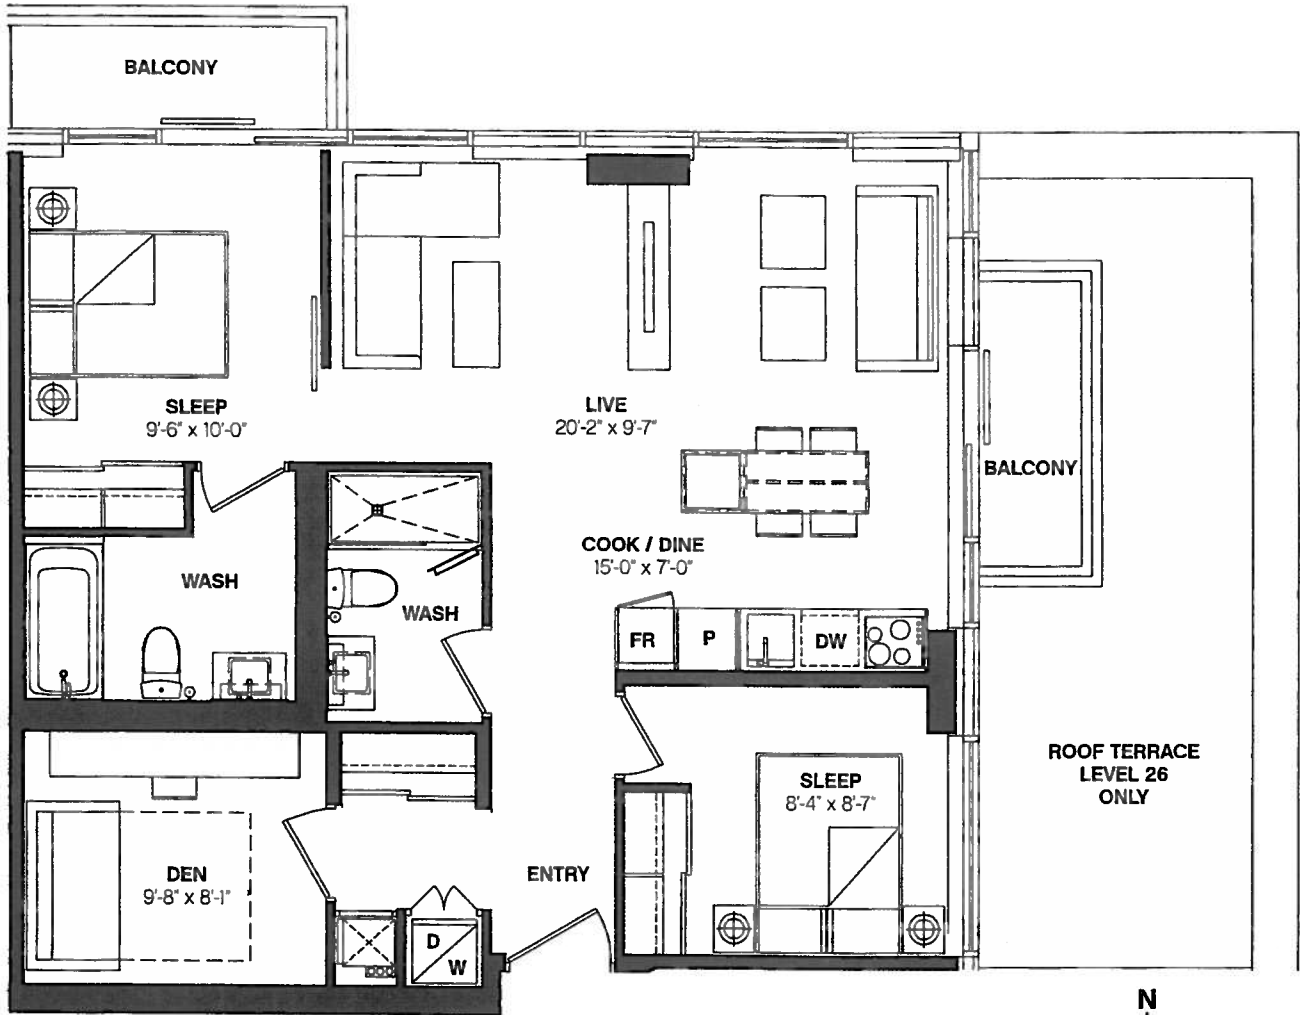 BALCONY
SLEEP
9'-6" x 10'-0"
LIVE
20'-2" x 9'-7"
BALCONY
COOK / DINE
15'-0" x 7'-0"
WASH
WASH
FR
P
DW
SLEEP
8'-4" x 8'-7"
ROOF TERRACE
LEVEL 26
ONLY
DEN
9'-8" x 8'-1"
ENTRY
D
W
N